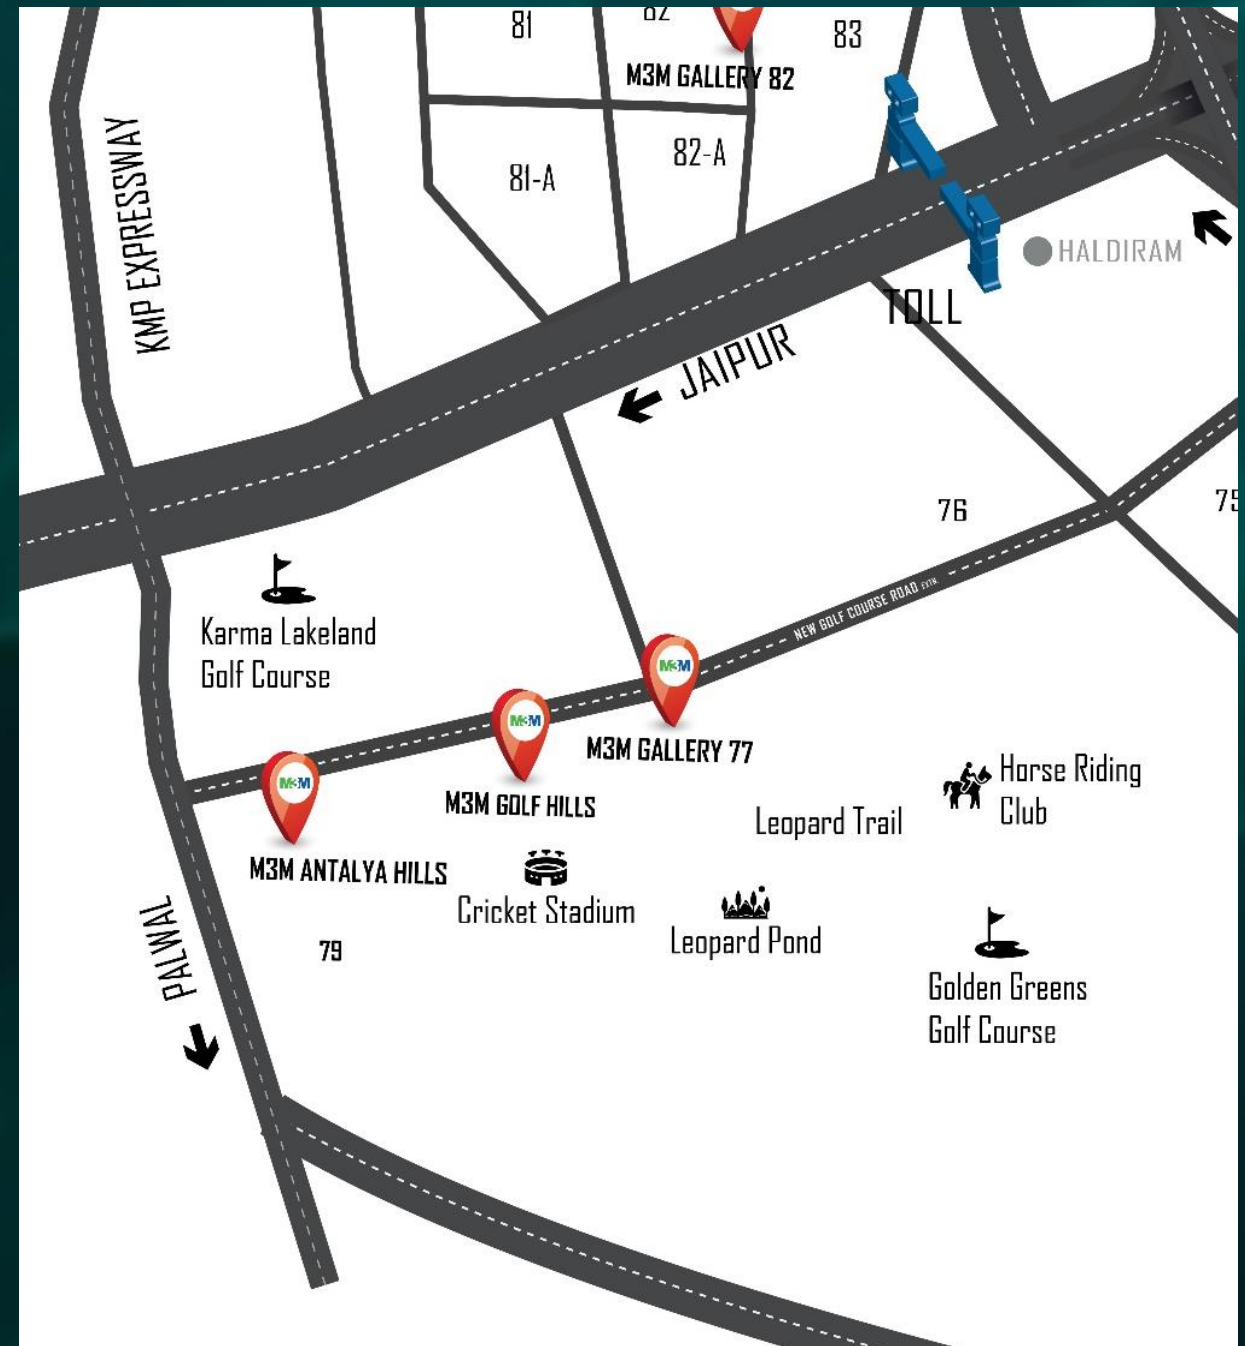 81
82
83
M3M GALLERY 82
82-A
81-A
KMP EXPRESSWAY
HALDIRAM
TOLL
JAIPUR
76
75
NEW GOLF COURSE ROAD EXTN.
Karma Lakeland
Golf Course
M3M
M3M
M3M
M3M GALLERY 77
M3M GOLF HILLS
M3M ANTALYA HILLS
Horse Riding
Club
Leopard Trail
Cricket Stadium
Leopard Pond
PALWAL
79
Golden Greens
Golf Course